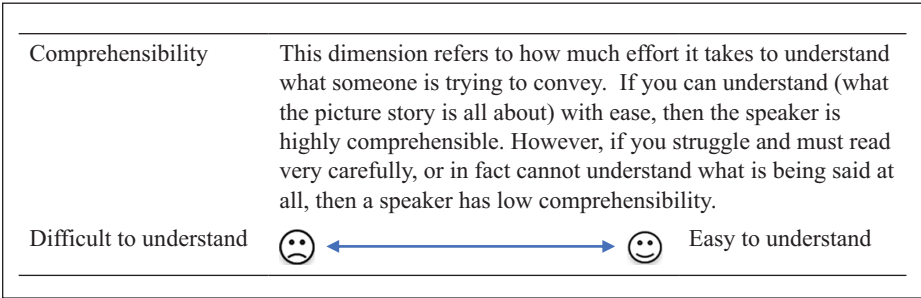 Comprehensibility This dimension refers to how much effort it takes to understand
what someone is trying to convey. If you can understand (what
the picture story is all about) with ease, then the speaker is
highly comprehensible. However, if you struggle and must read
very carefully, or in fact cannot understand what is being said at
all, then a speaker has low comprehensibility.
Difficult to understand Easy to understand